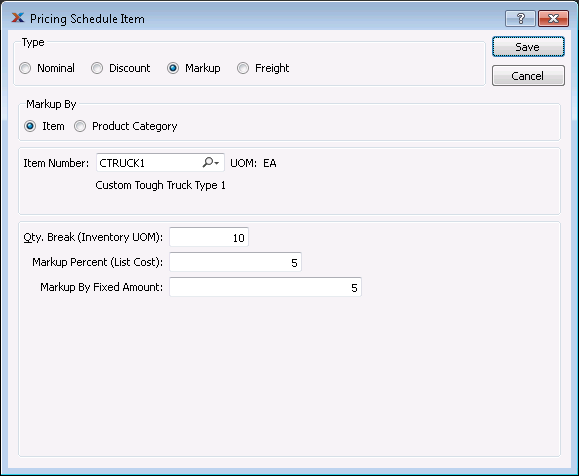 Pricing Schedule Item
Type
Nominal Discount Markup Freight
Save
Cancel
Markup By
Item Product Category
Item Number: CTRUCK1 UOM: EA
Custom Tough Truck Type 1
Qty. Break (Inventory UOM): 10
Markup Percent (List Cost): 5
Markup By Fixed Amount: 5